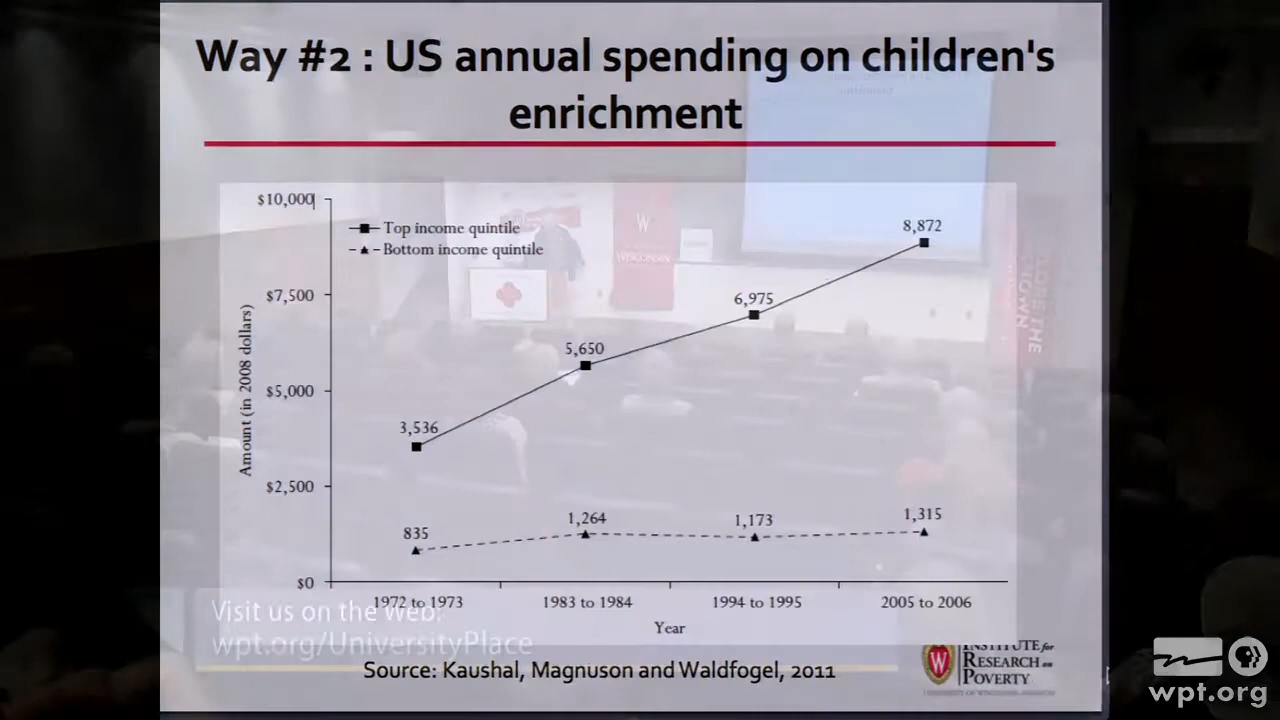 Way #2 : US annual spending on children's
enrichment
$10,000
Top income quintile
Bottom income quintile
8,872
$7,500
6,975
5,650
$5,000
3,536
$2,500
835
1,264
1,173
1,315
$0
Amount (in 2008 dollars)
1972 to 1973
1983 to 1984
1994 to 1995
2005 to 2006
Year
Visit us on the web:
wpt.org/UniversityPlace
Source: Kaushal, Magnuson and Waldfogel, 2011
W
INSTITUTE for
RESEARCH on
POVERTY
UNIVERSITY OF WISCONSIN-MADISON
W
WISCONSIN
wpt.org